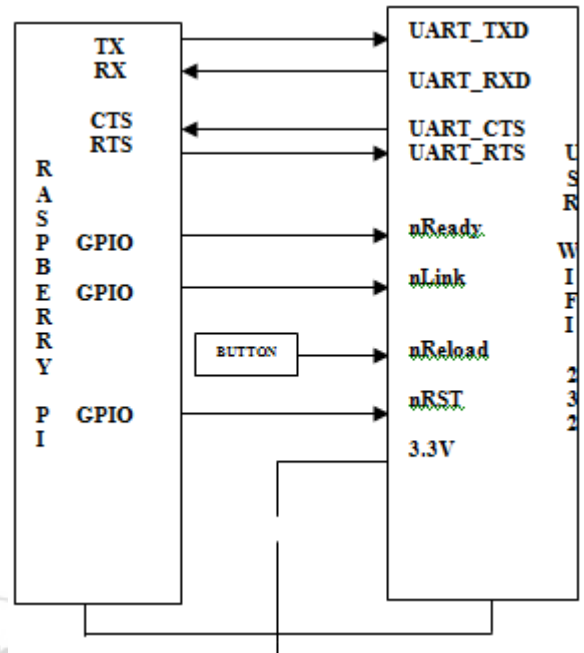 TX
RX
CTS
RTS
RASPBERRY PI
GPIO
GPIO
GPIO
BUTTON
UART_TXD
UART_RXD
UART_CTS
UART_RTS
nReady
nLink
nReload
nRST
3.3V
USR WIFI 232